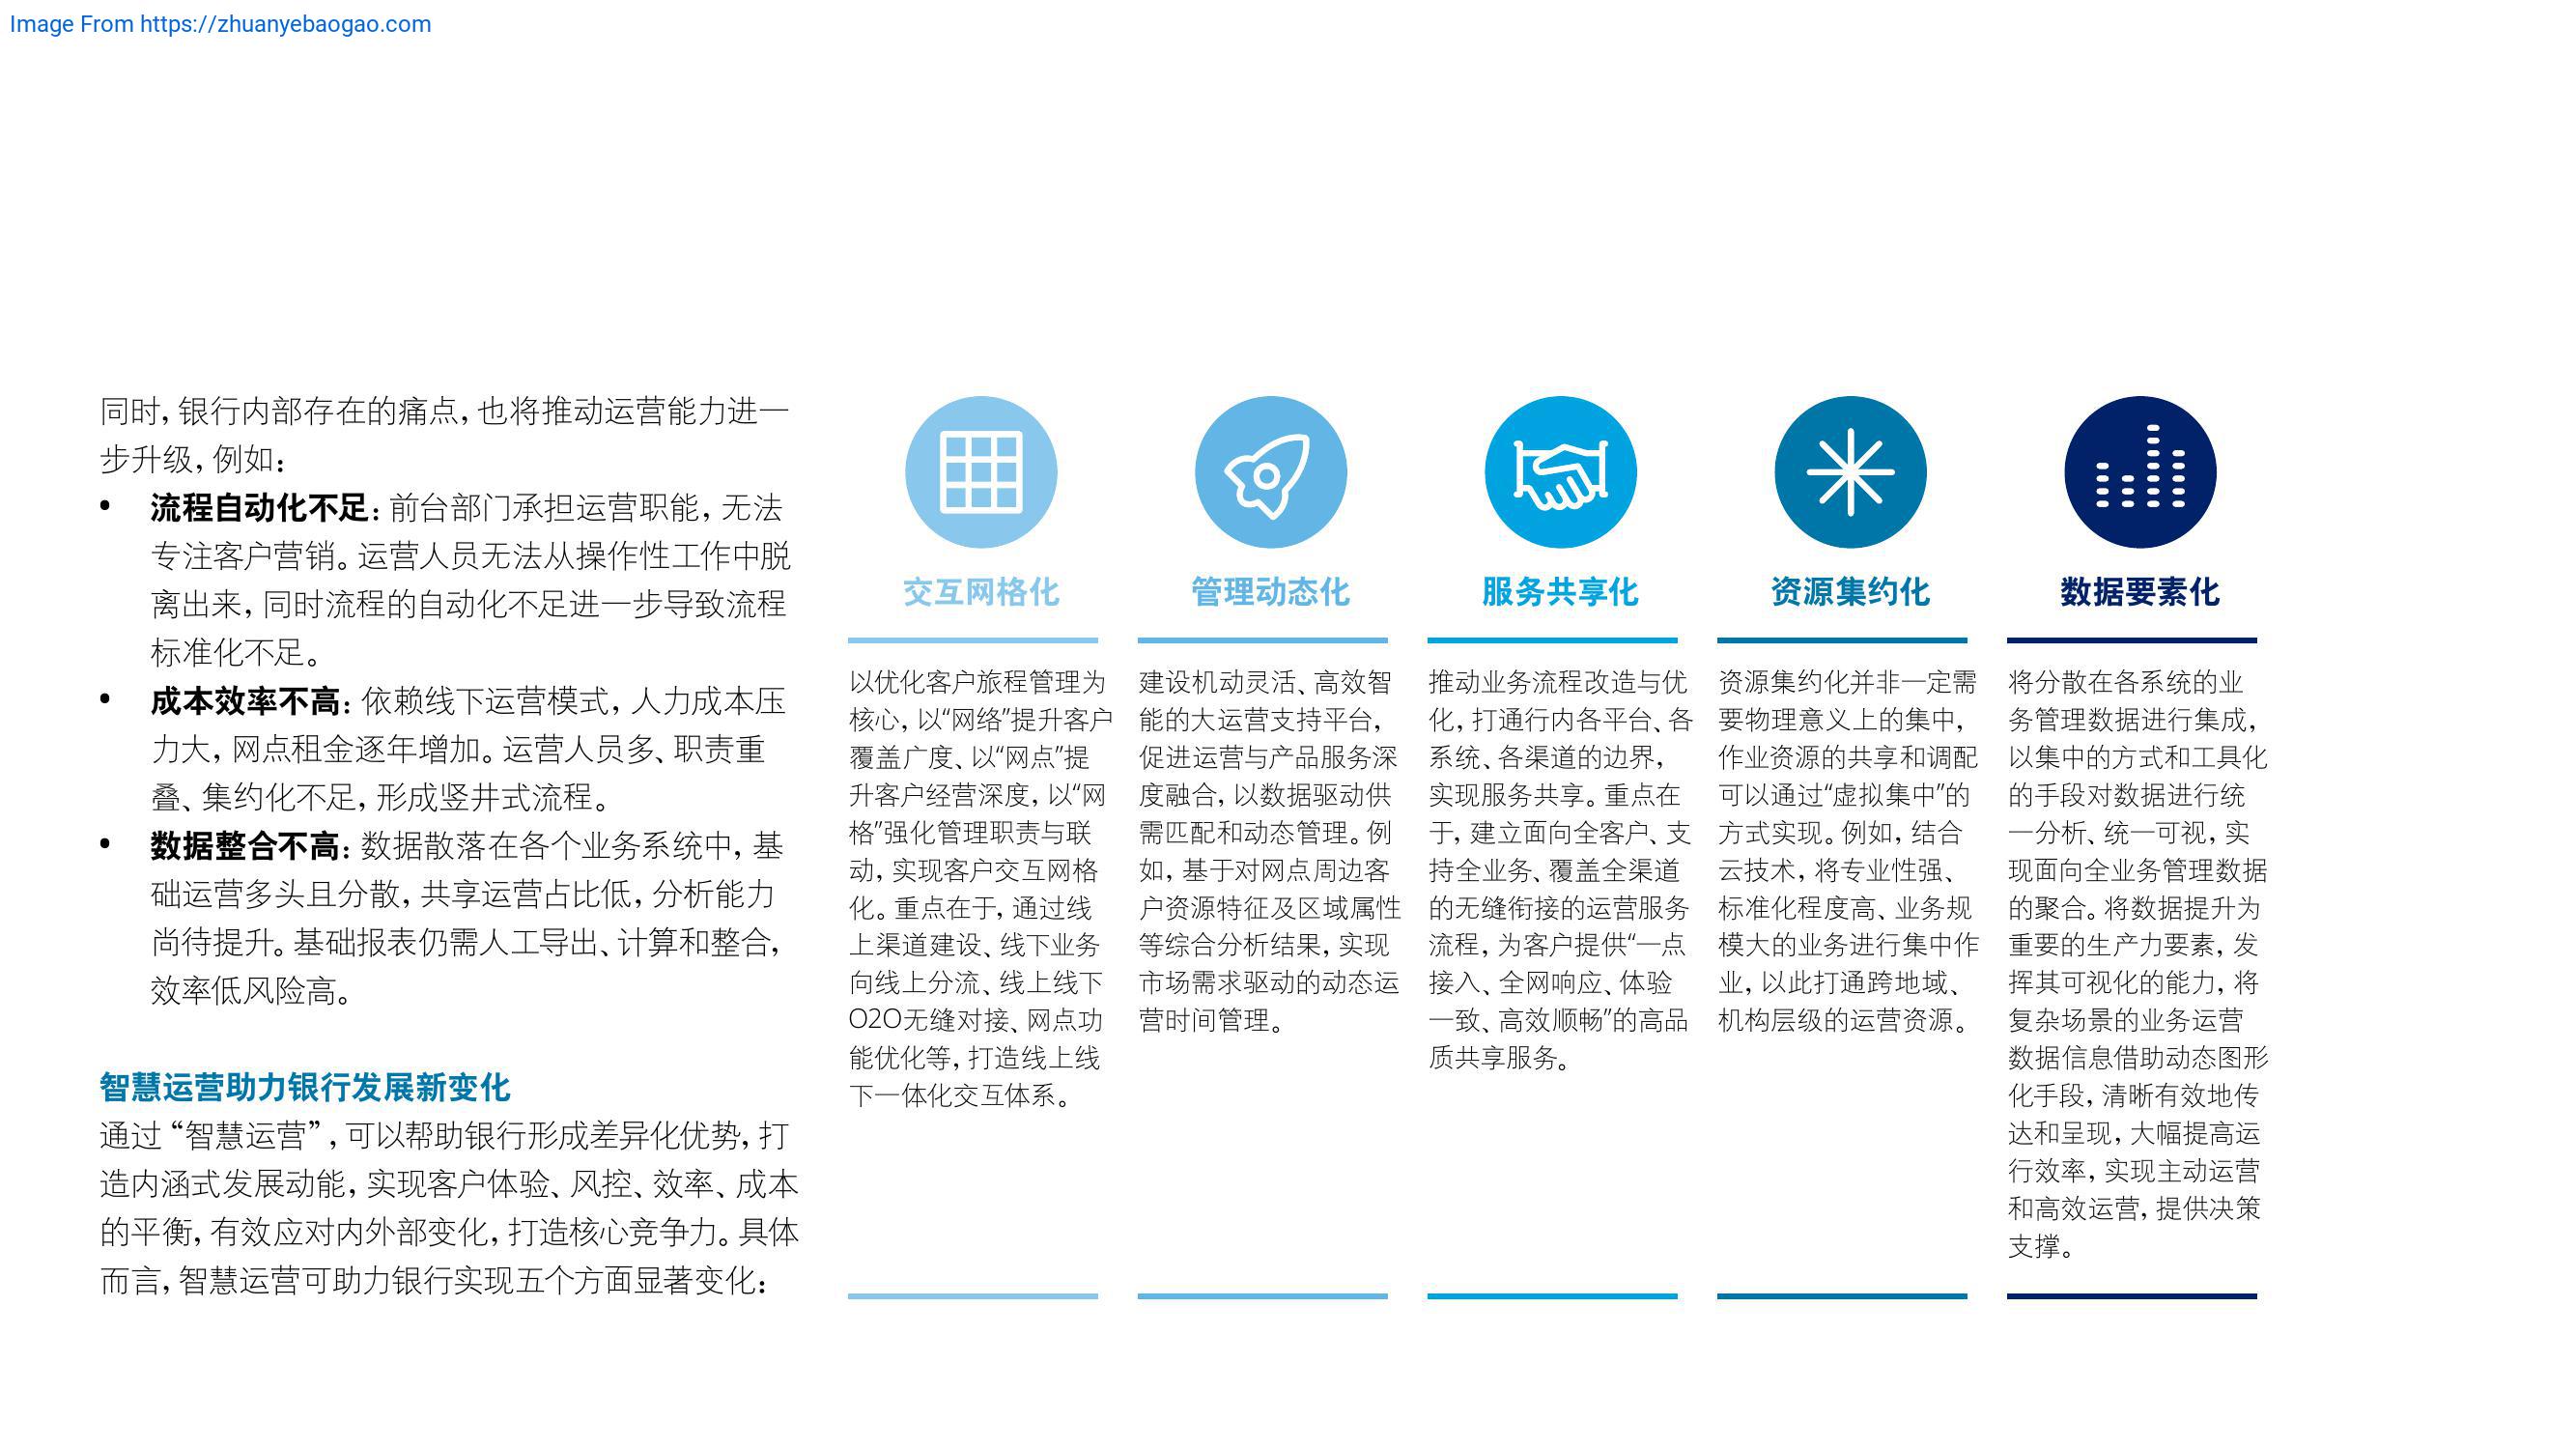 Image From https://zhuanyebaogao.com
同时，银行内部存在的痛点，也将推动运营能力进一
步升级，例如：
• 流程自动化不足：前台部门承担运营职能，无法
专注客户营销。运营人员无法从操作性工作中脱
离出来，同时流程的自动化不足进一步导致流程
标准化不足。
• 成本效率不高：依赖线下运营模式，人力成本压
力大，网点租金逐年增加。运营人员多、职责重
叠、集约化不足，形成竖井式流程。
• 数据整合不高：数据散落在各个业务系统中，基
础运营多头且分散，共享运营占比低，分析能力
尚待提升。基础报表仍需人工导出、计算和整合，
效率低风险高。
智慧运营助力银行发展新变化
通过“智慧运营”，可以帮助银行形成差异化优势，打
造内涵式发展动能，实现客户体验、风控、效率、成本
的平衡，有效应对内外部变化，打造核心竞争力。具体
而言，智慧运营可助力银行实现五个方面显著变化：
交互网格化
以优化客户旅程管理为
核心，以“网络”提升客户
覆盖广度、以“网点”提
升客户经营深度，以“网
格”强化管理职责与联
动，实现客户交互网格
化。重点在于，通过线
上渠道建设、线下业务
向线上分流、线上线下
O2O无缝对接、网点功
能优化等，打造线上线
下一体化交互体系。
管理动态化
建设机动灵活、高效智
能的大运营支持平台，
促进运营与产品服务深
度融合，以数据驱动供
需匹配和动态管理。例
如，基于对网点周边客
户资源特征及区域属性
等综合分析结果，实现
市场需求驱动的动态运
营时间管理。
服务共享化
推动业务流程改造与优
化，打通行内各平台、各
系统、各渠道的边界，
实现服务共享。重点在
于，建立面向全客户、支
持全业务、覆盖全渠道
的无缝衔接的运营服务
流程，为客户提供“一点
接入、全网响应、体验
一致、高效顺畅”的高品
质共享服务。
资源集约化
资源集约化并非一定需
要物理意义上的集中，
作业资源的共享和调配
可以通过“虚拟集中”的
方式实现。例如，结合
云技术，将专业性强、
标准化程度高、业务规
模大的业务进行集中作
业，以此打通跨地域、
机构层级的运营资源。
数据要素化
将分散在各系统的业
务管理数据进行集成，
以集中的方式和工具化
的手段对数据进行统
一分析、统一可视，实
现面向全业务管理数据
的聚合。将数据提升为
重要的生产力要素，发
挥其可视化的能力，将
复杂场景的业务运营
数据信息借助动态图形
化手段，清晰有效地传
达和呈现，大幅提高运
行效率，实现主动运营
和高效运营，提供决策
支撑。